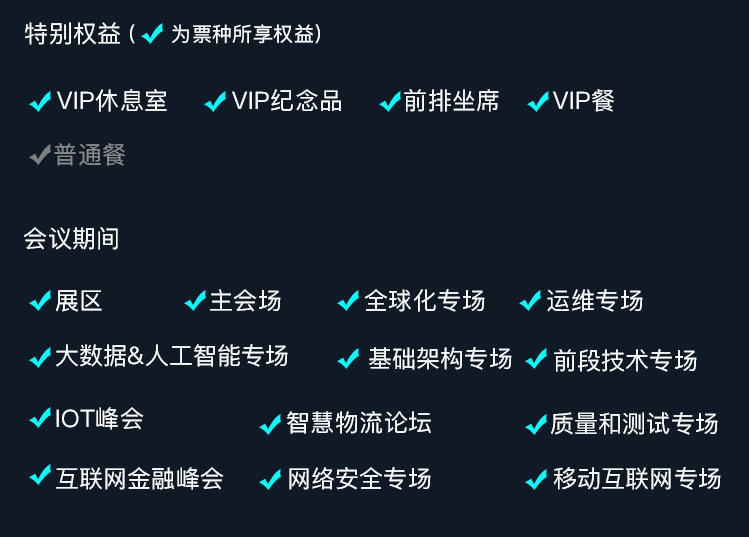 特别权益 ( ✔ 为票种所享权益)
✔ VIP休息室 ✔ VIP纪念品 ✔ 前排坐席 ✔ VIP餐
✔ 普通餐
会议期间
✔ 展区 ✔ 主会场 ✔ 全球化专场 ✔ 运维专场
✔ 大数据&人工智能专场 ✔ 基础架构专场 ✔ 前段技术专场
✔ IOT峰会 ✔ 智慧物流论坛 ✔ 质量和测试专场
✔ 互联网金融峰会 ✔ 网络安全专场 ✔ 移动互联网专场